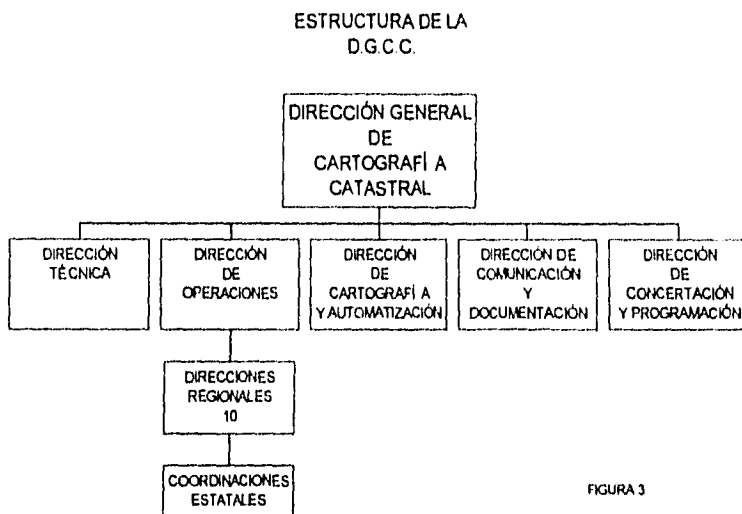 ESTRUCTURA DE LA
D.G.C.C.
DIRECCIÓN GENERAL
DE
CARTOGRAFÍ A
CATASTRAL
DIRECCIÓN
TÉCNICA
DIRECCIÓN
DE
OPERACIONES
DIRECCIÓN
DE
CARTOGRAFÍ A
Y AUTOMATIZACIÓN
DIRECCIÓN DE
COMUNICACIÓN
Y
DOCUMENTACIÓN
DIRECCIÓN
DE
CONCERTACIÓN
Y PROGRAMACIÓN
DIRECCIONES
REGIONALES
10
COORDINACIONES
ESTATALES
FIGURA 3